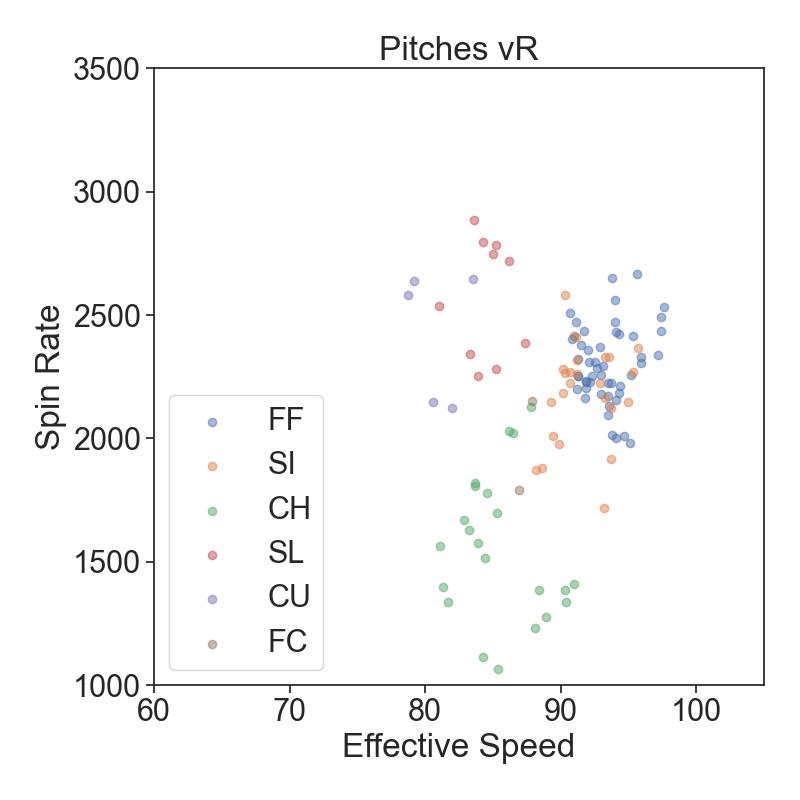 Pitches vR
3500
3000
2500
2000
1500
1000
Spin Rate
FF
SI
CH
SL
CU
FC
60 70 80 90 100
Effective Speed